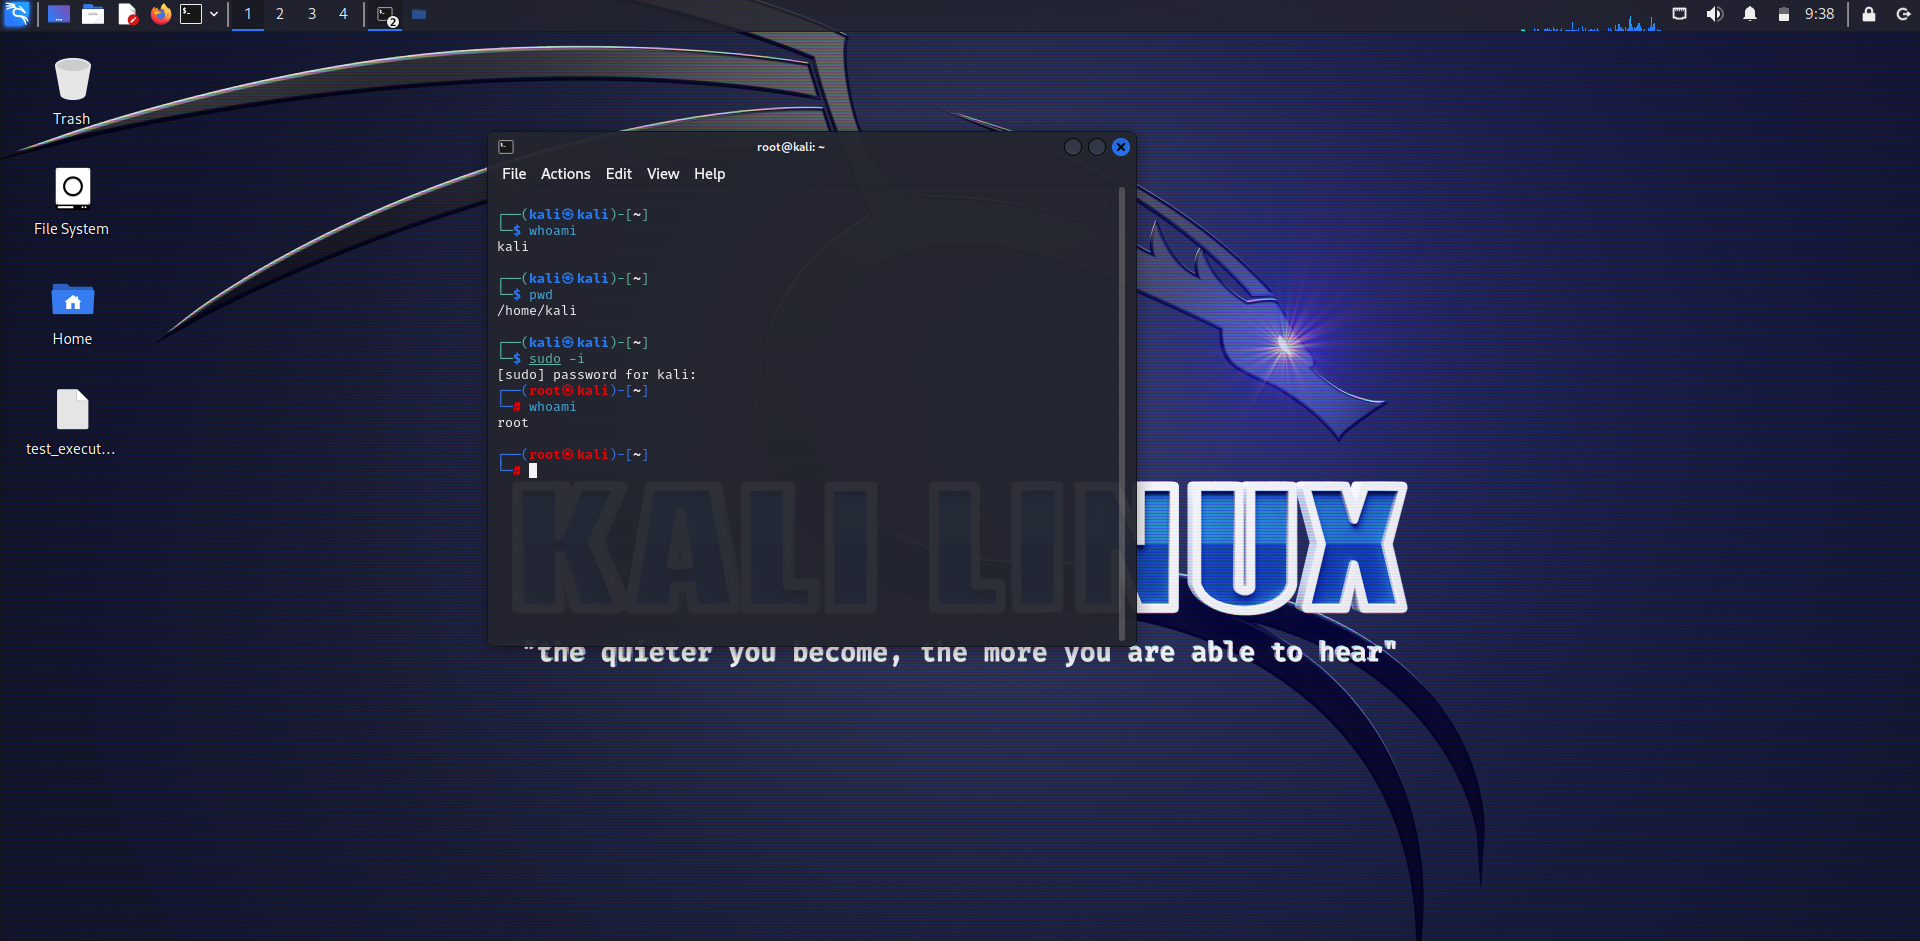 1 2 3 4 2 9:38
Trash
File System
Home
test_execut...
root@kali: ~
File Actions Edit View Help
┌──(kali㉿kali)-[~]
└─$ whoami
kali
┌──(kali㉿kali)-[~]
└─$ pwd
/home/kali
┌──(kali㉿kali)-[~]
└─$ sudo -i
[sudo] password for kali:
┌──(root㉿kali)-[~]
└─# whoami
root
┌──(root㉿kali)-[~]
└─#
KALI LINUX
"the quieter you become, the more you are able to hear"